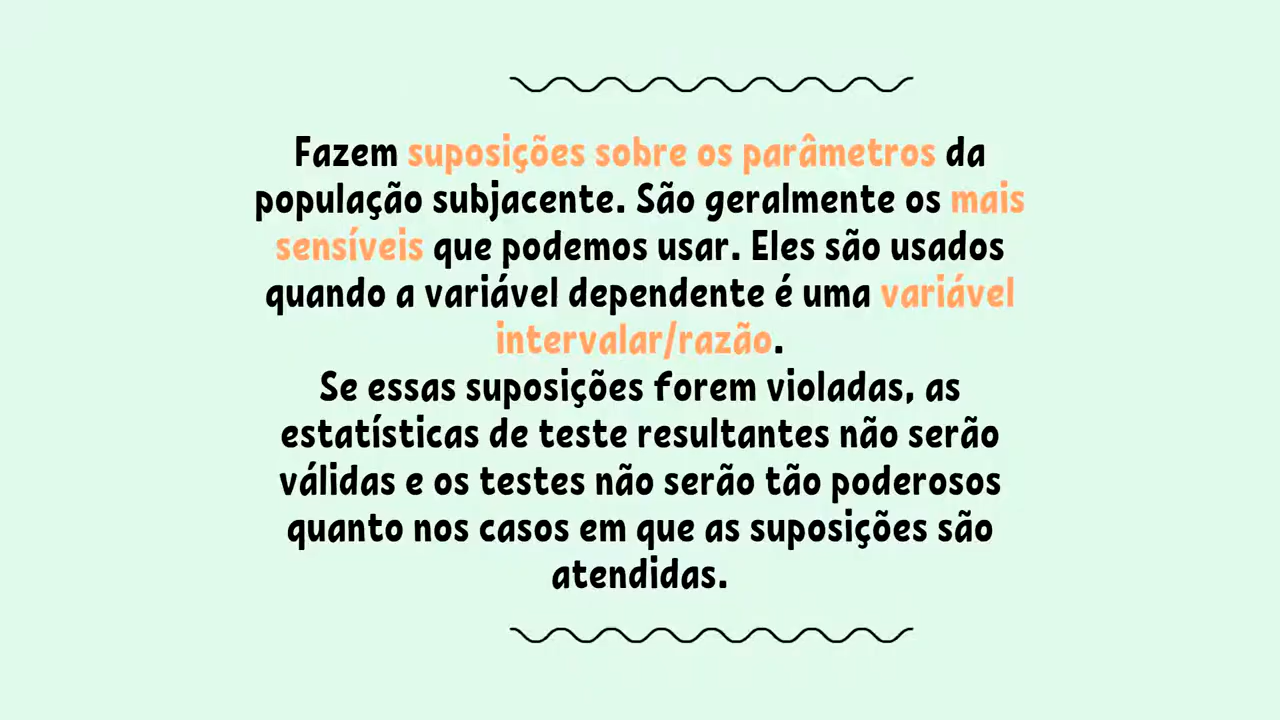 Fazem suposições sobre os parâmetros da
população subjacente. São geralmente os mais
sensíveis que podemos usar. Eles são usados
quando a variável dependente é uma variável
intervalar/razão.
Se essas suposições forem violadas, as
estatísticas de teste resultantes não serão
válidas e os testes não serão tão poderosos
quanto nos casos em que as suposições são
atendidas.